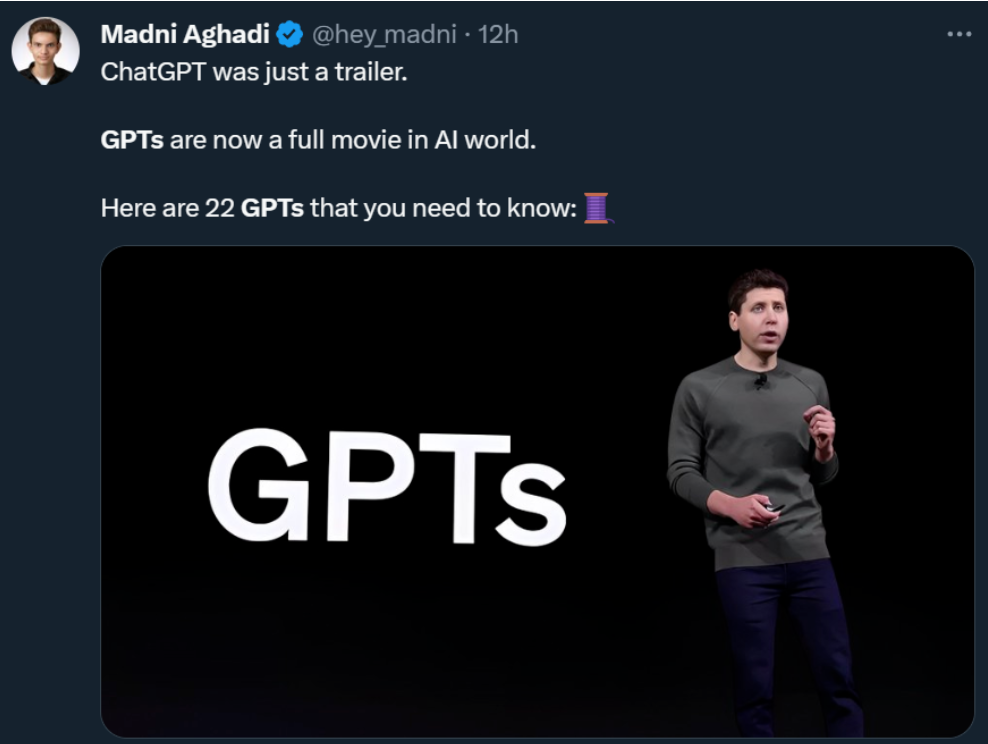 Madni Aghadi @hey_madni · 12h
ChatGPT was just a trailer.
GPTs are now a full movie in AI world.
Here are 22 GPTs that you need to know: 🧵
GPTs